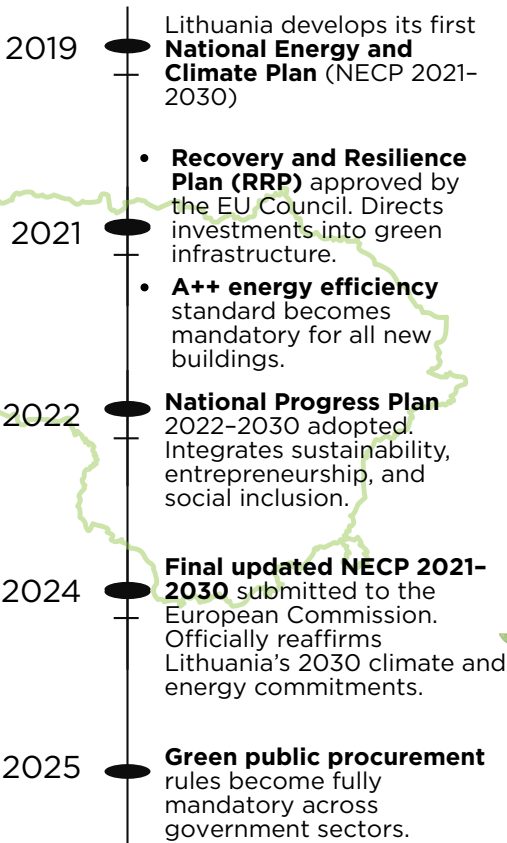 2019
Lithuania develops its first
National Energy and
Climate Plan (NECP 2021–
2030)
2021
• Recovery and Resilience
Plan (RRP) approved by
the EU Council. Directs
investments into green
infrastructure.
• A++ energy efficiency
standard becomes
mandatory for all new
buildings.
2022
National Progress Plan
2022–2030 adopted.
Integrates sustainability,
entrepreneurship, and
social inclusion.
2024
Final updated NECP 2021–
2030 submitted to the
European Commission.
Officially reaffirms
Lithuania's 2030 climate and
energy commitments.
2025
Green public procurement
rules become fully
mandatory across
government sectors.